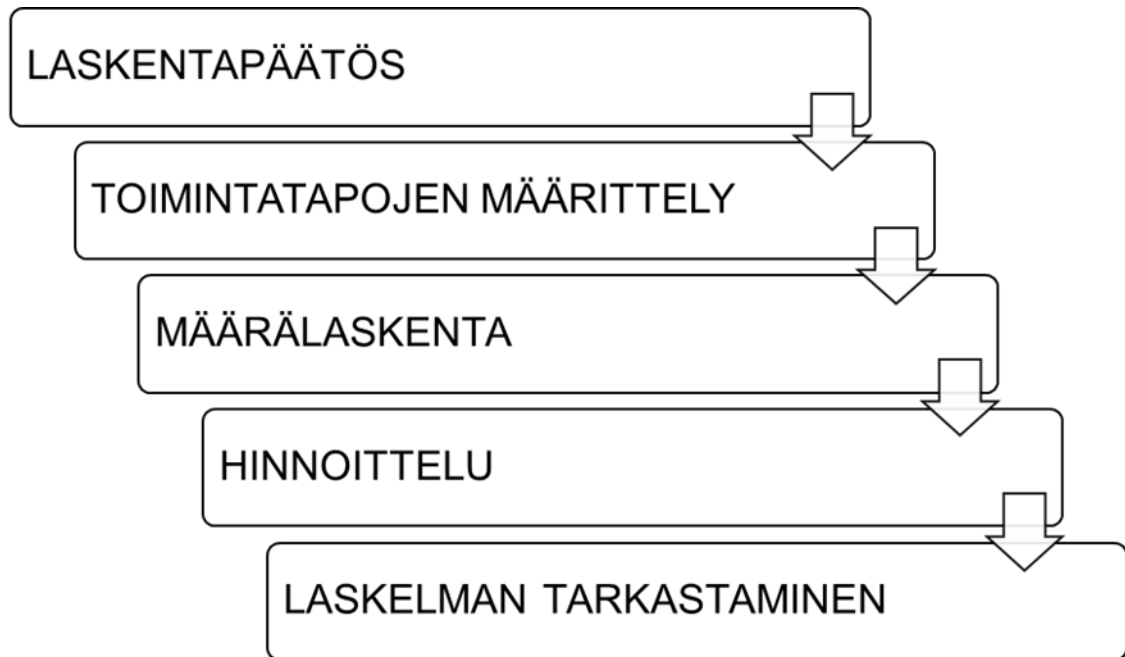 LASKENTAPÄÄTÖS
TOIMINTATAPOJEN MÄÄRITTELY
MÄÄRÄLASKENTA
HINNOITTELU
LASKELMAN TARKASTAMINEN